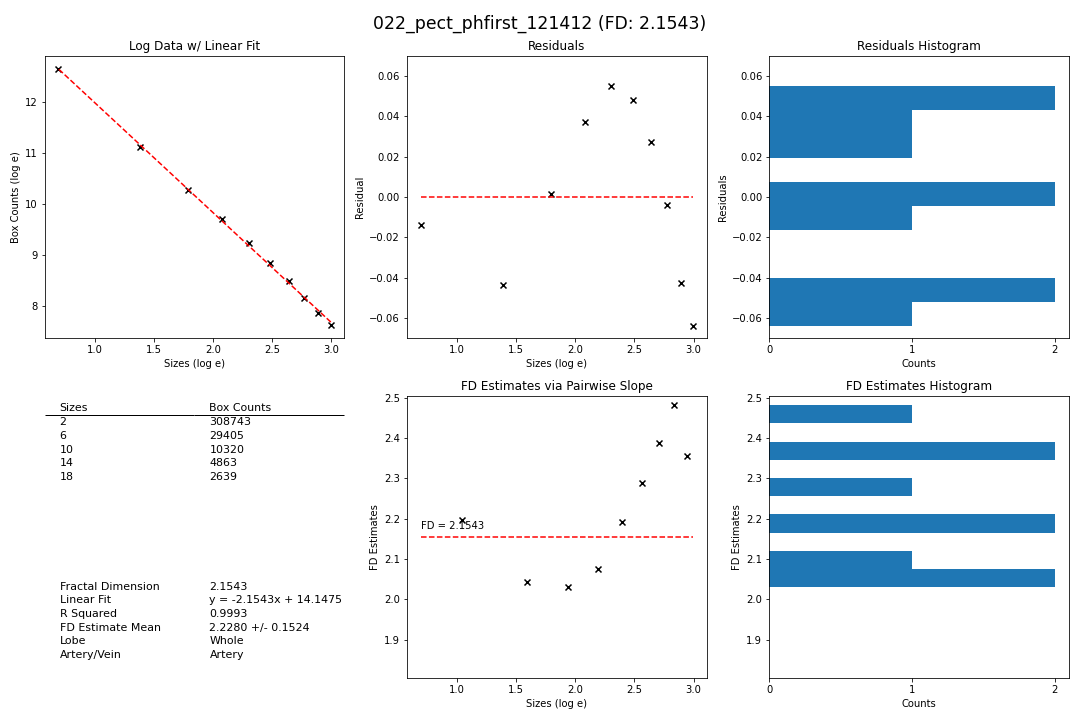 022_pect_phfirst_121412 (FD: 2.1543)
Log Data w/ Linear Fit
Box Counts (log e)
12
11
10
9
8
1.0 1.5 2.0 2.5 3.0
Sizes (log e)
Residuals
Residual
0.06
0.04
0.02
0.00
−0.02
−0.04
−0.06
1.0 1.5 2.0 2.5 3.0
Sizes (log e)
Residuals Histogram
Residuals
0.06
0.04
0.02
0.00
−0.02
−0.04
−0.06
0 1 2
Counts
Sizes Box Counts
2 308743
6 29405
10 10320
14 4863
18 2639
Fractal Dimension 2.1543
Linear Fit y = -2.1543x + 14.1475
R Squared 0.9993
FD Estimate Mean 2.2280 +/- 0.1524
Lobe Whole
Artery/Vein Artery
FD Estimates via Pairwise Slope
FD Estimates
2.5
2.4
2.3
2.2
2.1
2.0
1.9
FD = 2.1543
1.0 1.5 2.0 2.5 3.0
Sizes (log e)
FD Estimates Histogram
FD Estimates
2.5
2.4
2.3
2.2
2.1
2.0
1.9
0 1 2
Counts